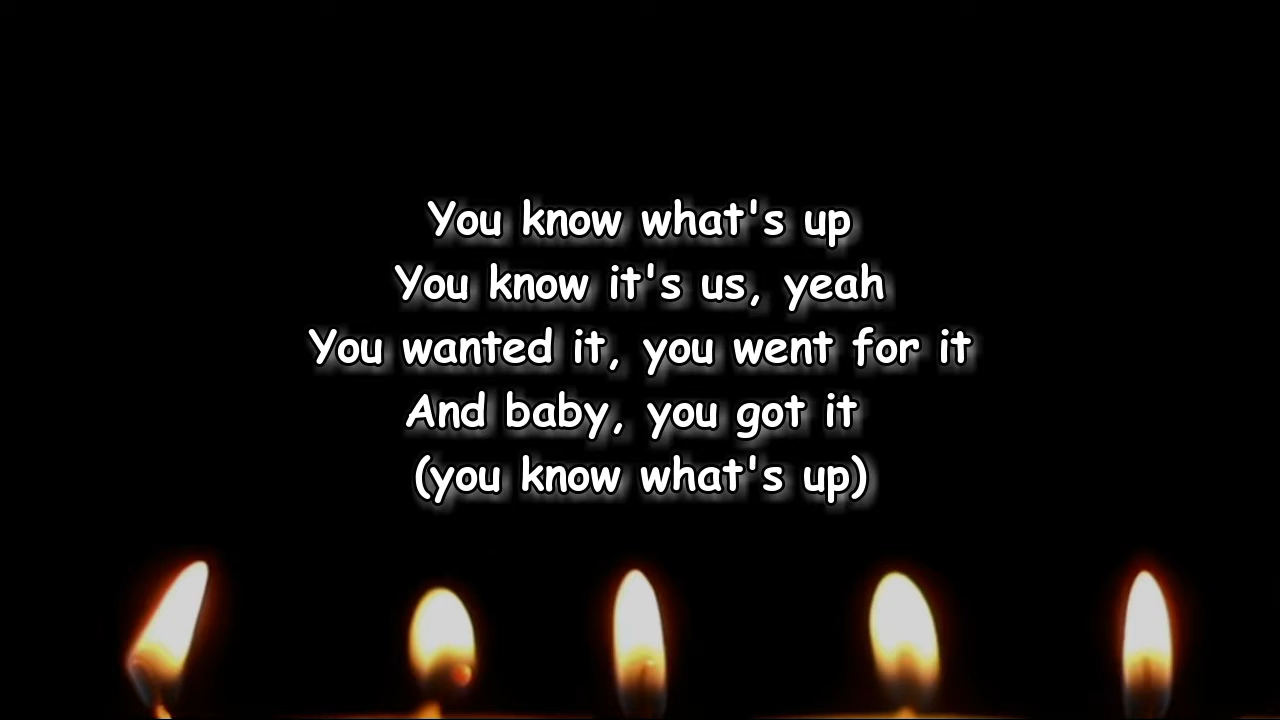 You know what's up
You know it's us, yeah
You wanted it, you went for it
And baby, you got it
(you know what's up)